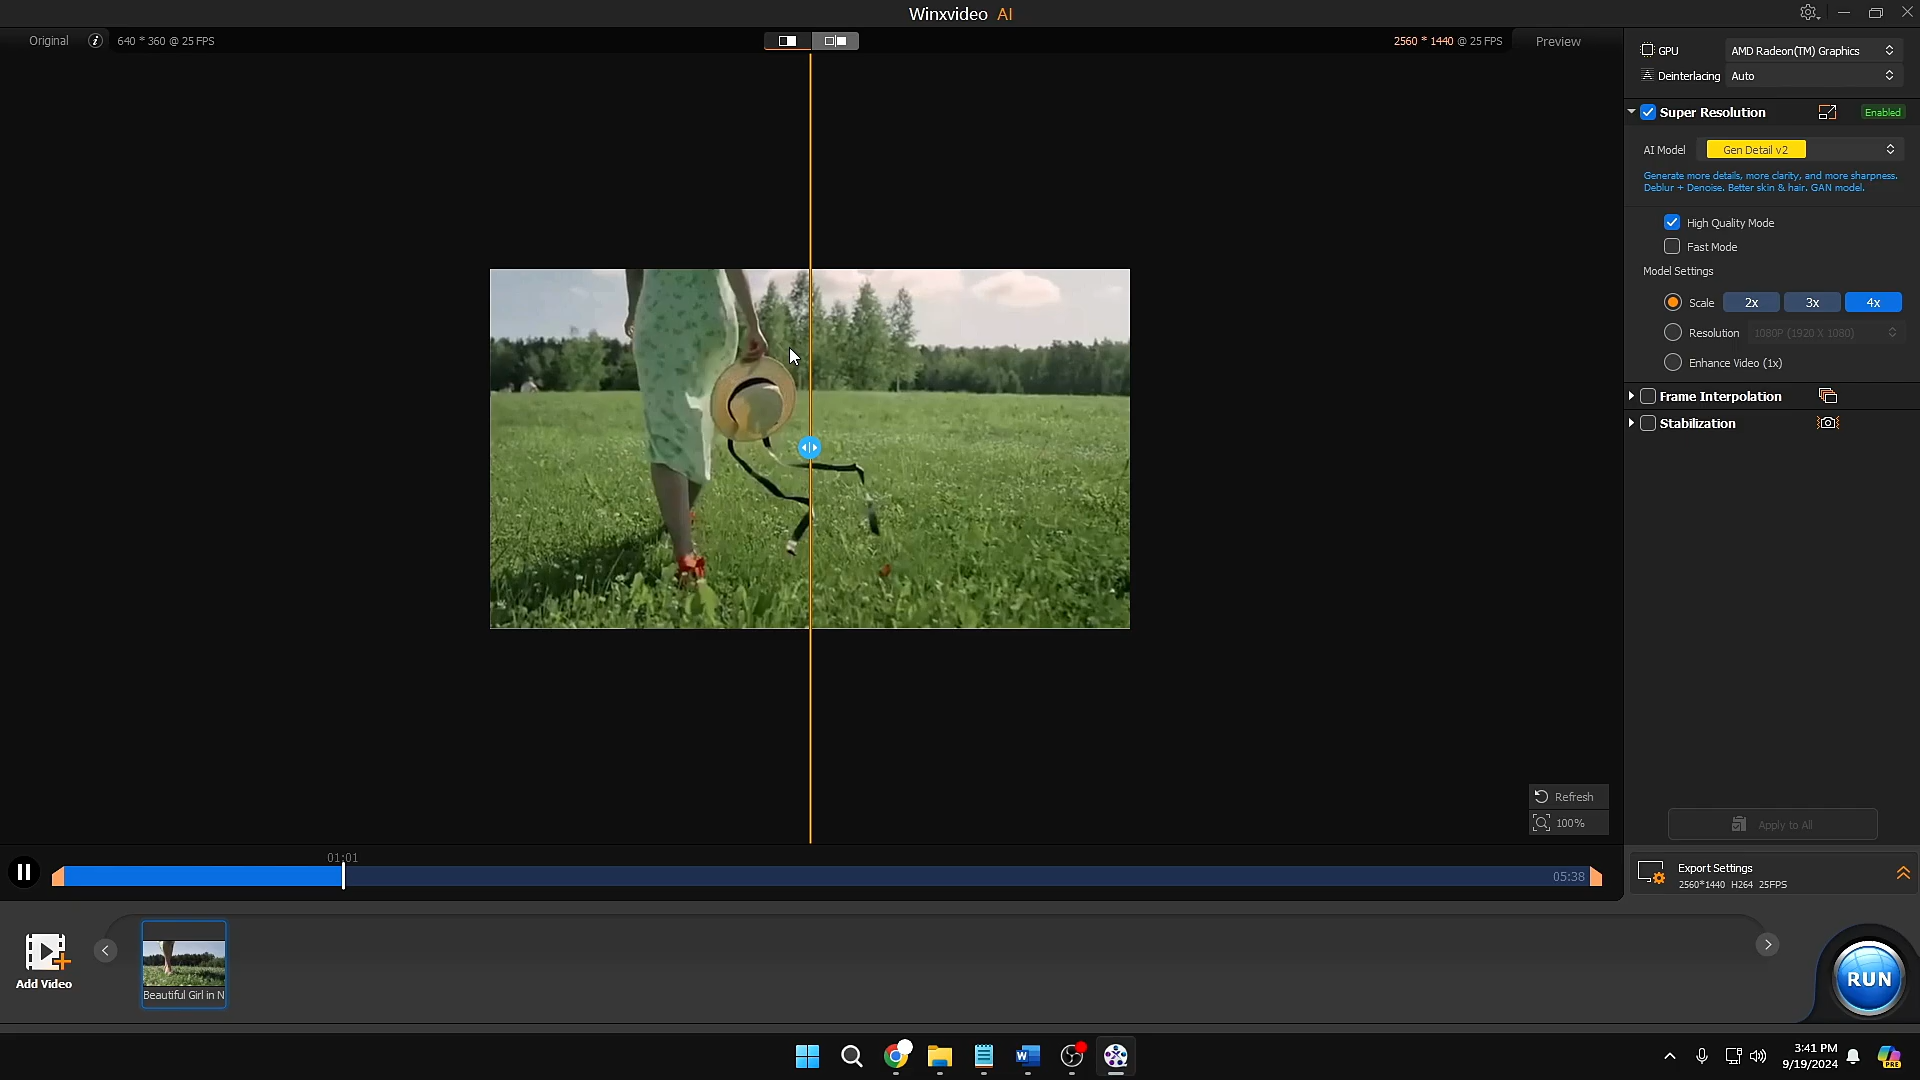 Winxvideo AI
Original
640 * 360 @ 25 FPS
2560 * 1440 @ 25 FPS
Preview
GPU
AMD Radeon(TM) Graphics
Deinterlacing
Auto
Super Resolution
Enabled
AI Model
Gen Detail v2
Generate more details, more clarity, and more sharpness.
Deblur + Denoise. Better skin & hair. GAN model.
High Quality Mode
Fast Mode
Model Settings
Scale
2x
3x
4x
Resolution
1080P (1920 X 1080)
Enhance Video (1x)
Frame Interpolation
Stabilization
Refresh
100%
Apply to All
01:01
05:38
Export Settings
2560*1440 H264 25FPS
Add Video
Beautiful Girl in N
RUN
3:41 PM
9/19/2024
PRE